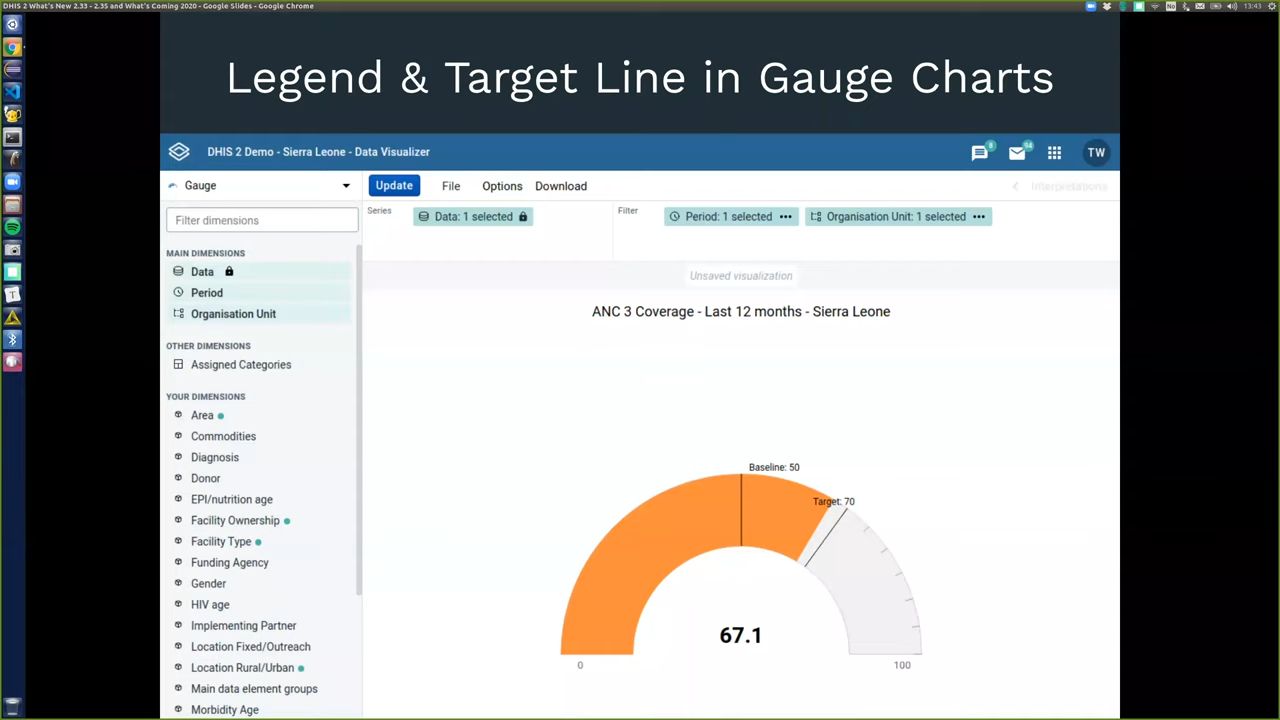 DHIS 2 What's New 2.33 - 2.35 and What's Coming 2020 - Google Slides - Google Chrome
No
13:43
Legend & Target Line in Gauge Charts
DHIS 2 Demo - Sierra Leone - Data Visualizer
8
94
TW
Gauge
Update
File
Options
Download
Interpretations
Filter dimensions
Series
Data: 1 selected
Filter
Period: 1 selected
Organisation Unit: 1 selected
MAIN DIMENSIONS
Data
Period
Organisation Unit
OTHER DIMENSIONS
Assigned Categories
YOUR DIMENSIONS
Area
Commodities
Diagnosis
Donor
EPI/nutrition age
Facility Ownership
Facility Type
Funding Agency
Gender
HIV age
Implementing Partner
Location Fixed/Outreach
Location Rural/Urban
Main data element groups
Morbidity Age
Unsaved visualization
ANC 3 Coverage - Last 12 months - Sierra Leone
Baseline: 50
Target: 70
67.1
0
100